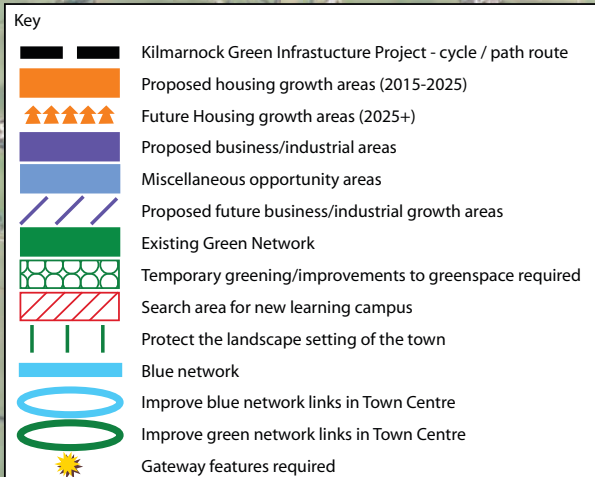 Key
Kilmarnock Green Infrastucture Project - cycle / path route
Proposed housing growth areas (2015-2025)
Future Housing growth areas (2025+)
Proposed business/industrial areas
Miscellaneous opportunity areas
Proposed future business/industrial growth areas
Existing Green Network
Temporary greening/improvements to greenspace required
Search area for new learning campus
Protect the landscape setting of the town
Blue network
Improve blue network links in Town Centre
Improve green network links in Town Centre
Gateway features required